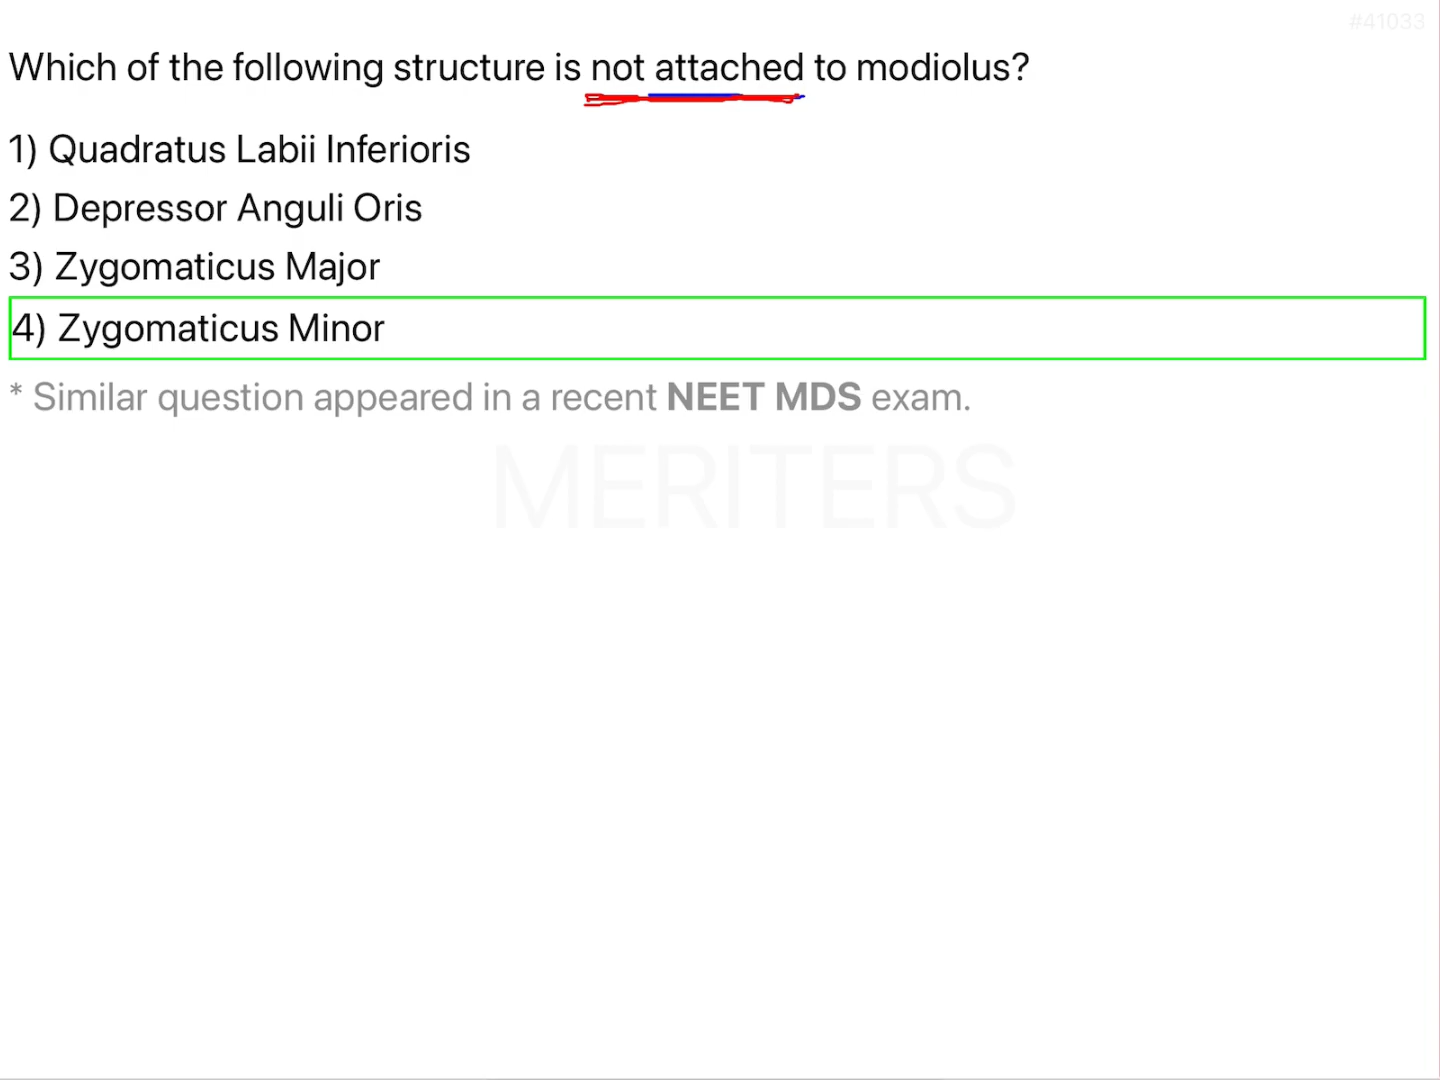 #41033
Which of the following structure is not attached to modiolus?
1) Quadratus Labii Inferioris
2) Depressor Anguli Oris
3) Zygomaticus Major
4) Zygomaticus Minor
* Similar question appeared in a recent NEET MDS exam.
MERITERS